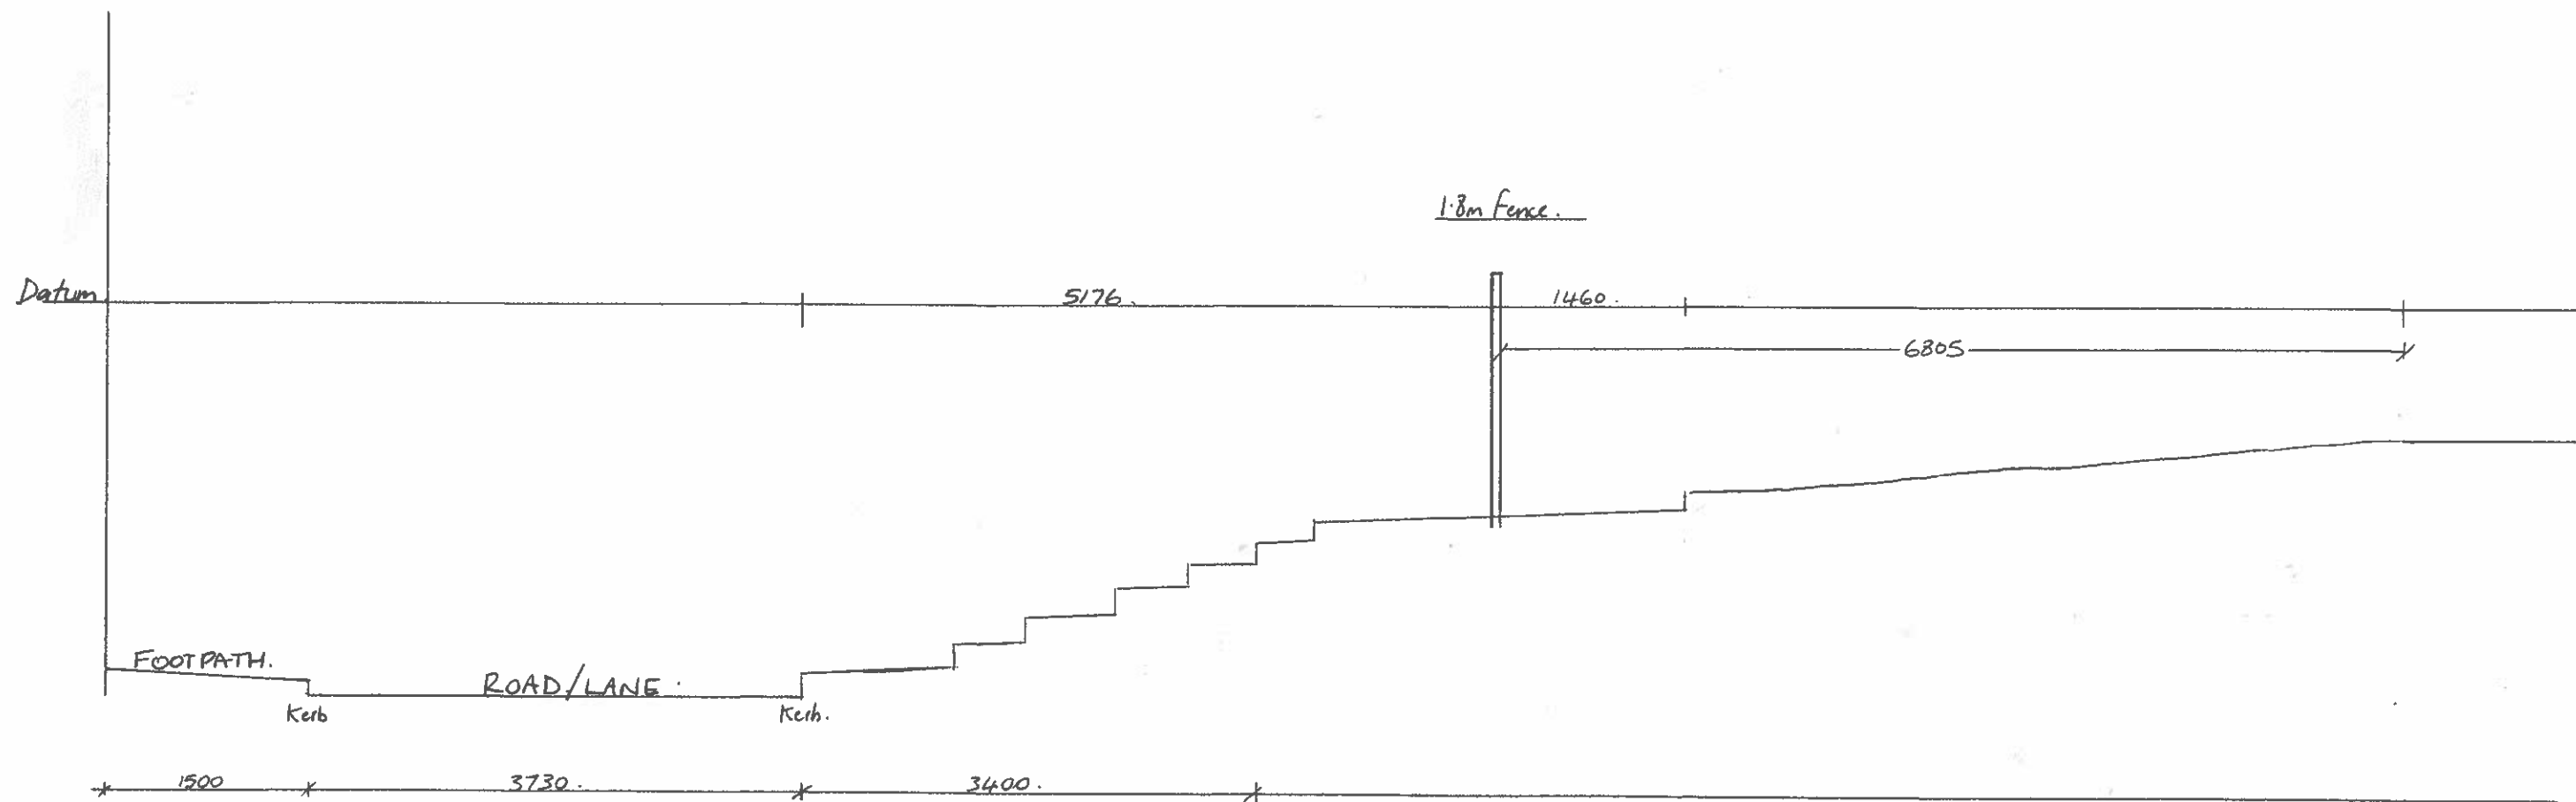 1.8m Fence.
Datum
5176.
1460.
6805
FOOTPATH.
ROAD/LANE.
Kerb
Kerb.
1500
3730.
3400.